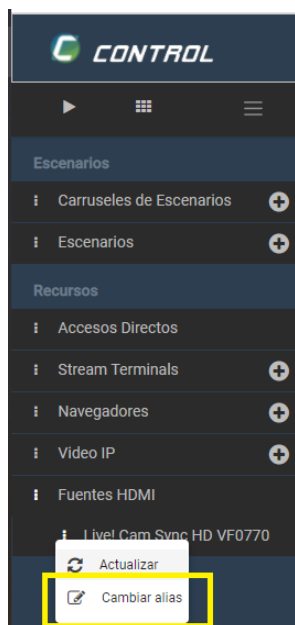 CONTROL
Escenarios
Carruseles de Escenarios
Escenarios
Recursos
Accesos Directos
Stream Terminals
Navegadores
Video IP
Fuentes HDMI
Live! Cam Sync HD VF0770
Actualizar
Cambiar alias